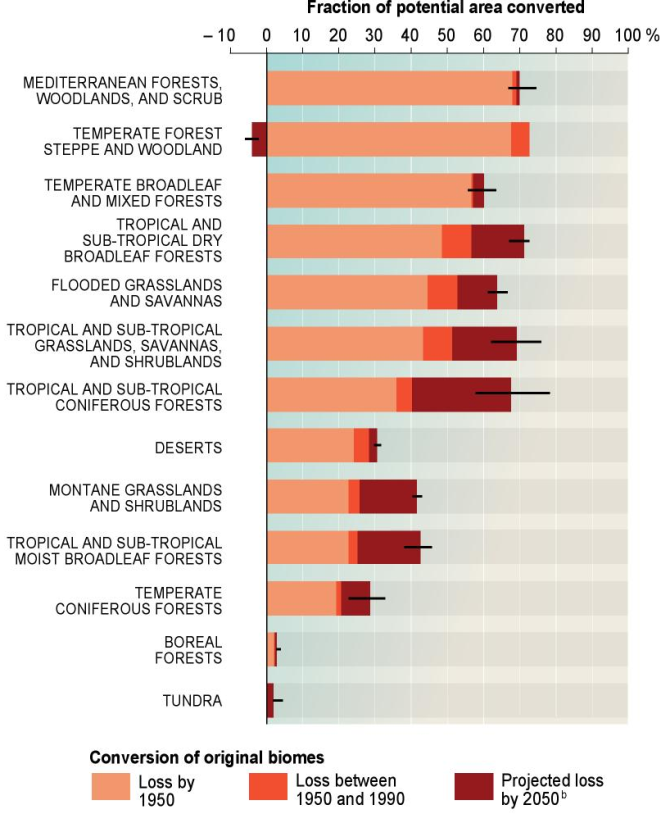 Fraction of potential area converted
– 10 0 10 20 30 40 50 60 70 80 90 100 %
MEDITERRANEAN FORESTS,
WOODLANDS, AND SCRUB
TEMPERATE FOREST
STEPPE AND WOODLAND
TEMPERATE BROADLEAF
AND MIXED FORESTS
TROPICAL AND
SUB-TROPICAL DRY
BROADLEAF FORESTS
FLOODED GRASSLANDS
AND SAVANNAS
TROPICAL AND SUB-TROPICAL
GRASSLANDS, SAVANNAS,
AND SHRUBLANDS
TROPICAL AND SUB-TROPICAL
CONIFEROUS FORESTS
DESERTS
MONTANE GRASSLANDS
AND SHRUBLANDS
TROPICAL AND SUB-TROPICAL
MOIST BROADLEAF FORESTS
TEMPERATE
CONIFEROUS FORESTS
BOREAL
FORESTS
TUNDRA
Conversion of original biomes
Loss by
1950
Loss between
1950 and 1990
Projected loss
by 2050ᵇ